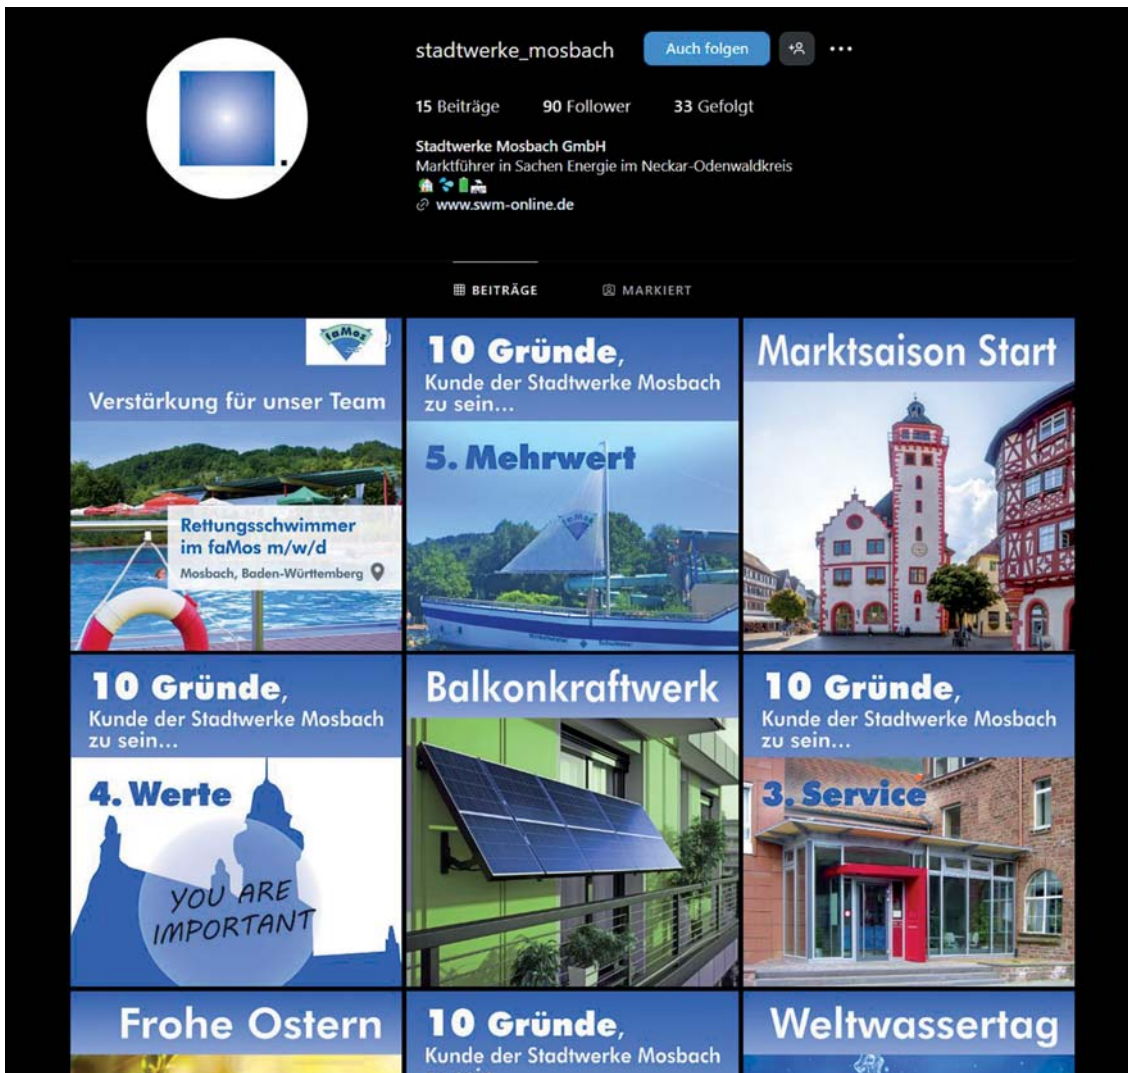 stadtwerke_mosbach
Auch folgen
15 Beiträge 90 Follower 33 Gefolgt
Stadtwerke Mosbach GmbH
Marktführer in Sachen Energie im Neckar-Odenwaldkreis
www.swm-online.de
BEITRÄGE MARKIERT
faMos
Verstärkung für unser Team
Rettungsschwimmer
im faMos m/w/d
Mosbach, Baden-Württemberg
10 Gründe,
Kunde der Stadtwerke Mosbach
zu sein...
5. Mehrwert
faMos
Marktsaison Start
10 Gründe,
Kunde der Stadtwerke Mosbach
zu sein...
4. Werte
YOU ARE
IMPORTANT
Balkonkraftwerk
10 Gründe,
Kunde der Stadtwerke Mosbach
zu sein...
3. Service
Frohe Ostern
10 Gründe,
Kunde der Stadtwerke Mosbach
Weltwassertag